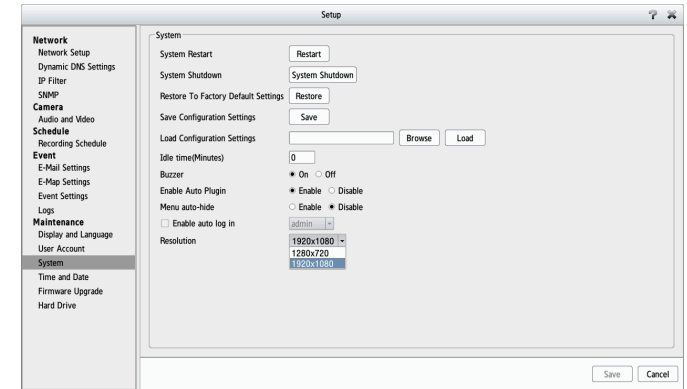 Setup
?
Network
Network Setup
Dynamic DNS Settings
IP Filter
SNMP
Camera
Audio and Video
Schedule
Recording Schedule
Event
E-Mail Settings
E-Map Settings
Event Settings
Logs
Maintenance
Display and Language
User Account
System
Time and Date
Firmware Upgrade
Hard Drive
System
System Restart Restart
System Shutdown System Shutdown
Restore To Factory Default Settings Restore
Save Configuration Settings Save
Load Configuration Settings Browse Load
Idle time(Minutes) 0
Buzzer On Off
Enable Auto Plugin Enable Disable
Menu auto-hide Enable Disable
Enable auto log in admin
Resolution 1920x1080
1280x720
1920x1080
Save Cancel